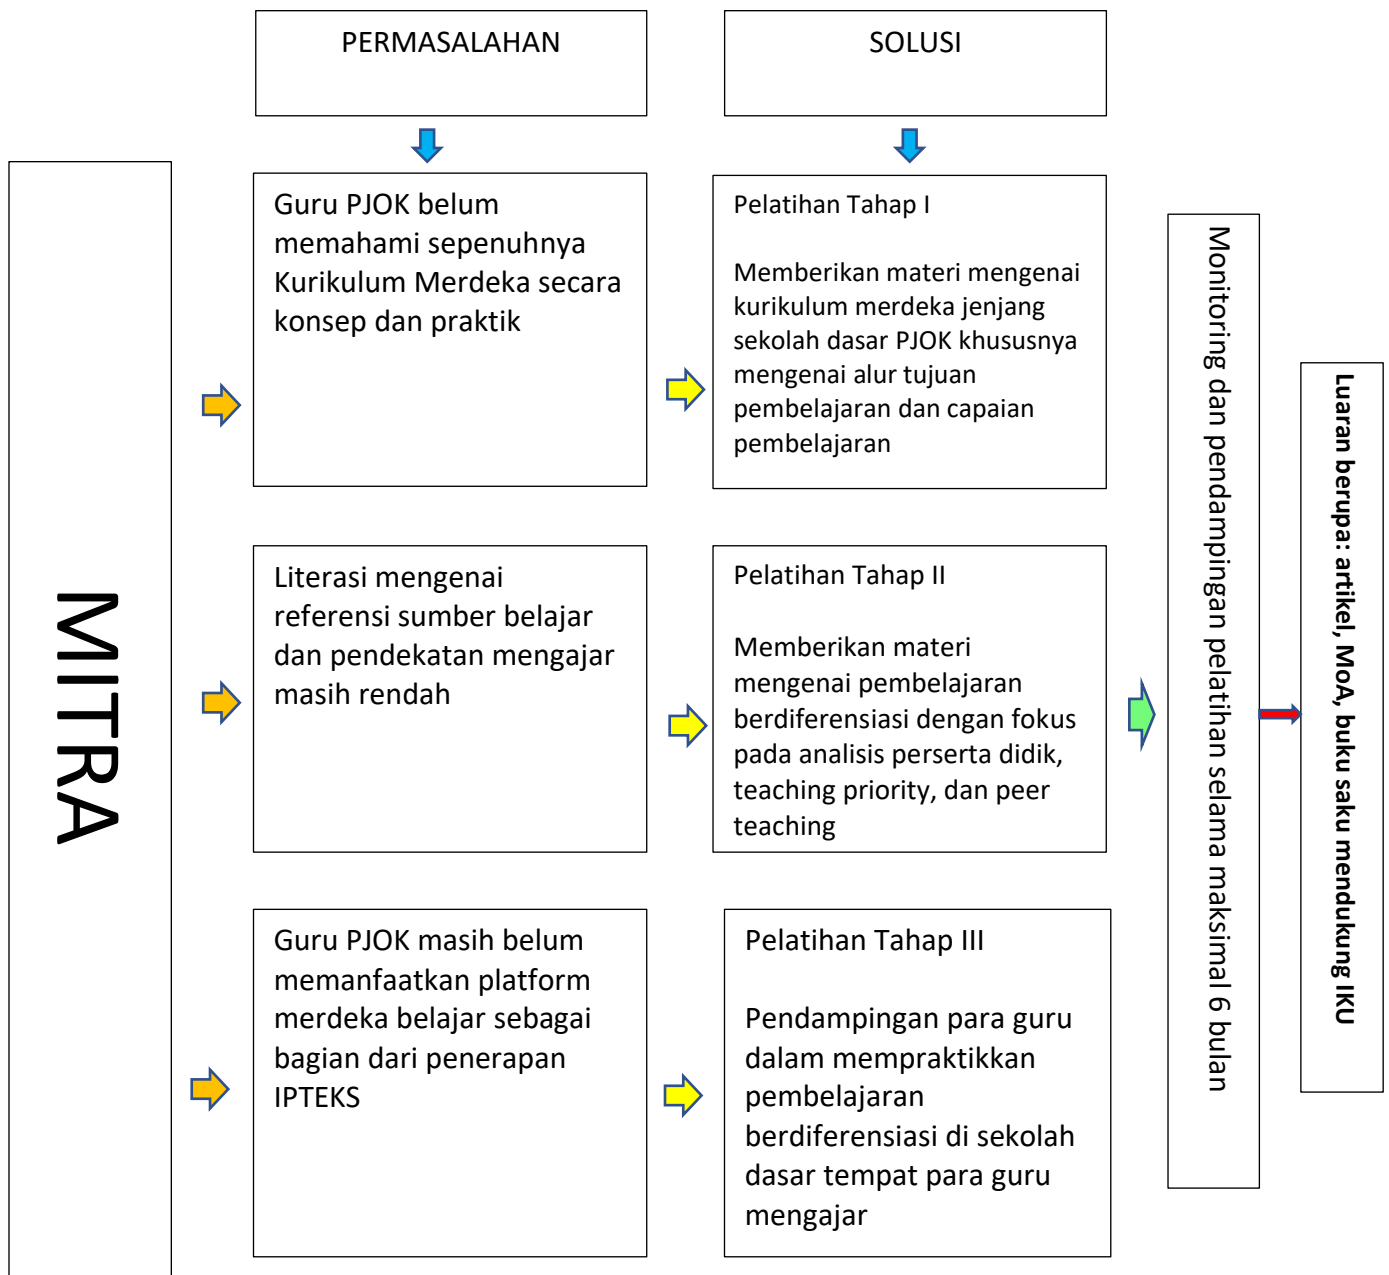 PERMASALAHAN
SOLUSI
MITRA
Guru PJOK belum
memahami sepenuhnya
Kurikulum Merdeka secara
konsep dan praktik
Pelatihan Tahap I
Memberikan materi mengenai
kurikulum merdeka jenjang
sekolah dasar PJOK khususnya
mengenai alur tujuan
pembelajaran dan capaian
pembelajaran
Literasi mengenai
referensi sumber belajar
dan pendekatan mengajar
masih rendah
Pelatihan Tahap II
Memberikan materi
mengenai pembelajaran
berdiferensiasi dengan fokus
pada analisis perserta didik,
teaching priority, dan peer
teaching
Guru PJOK masih belum
memanfaatkan platform
merdeka belajar sebagai
bagian dari penerapan
IPTEKS
Pelatihan Tahap III
Pendampingan para guru
dalam mempraktikkan
pembelajaran
berdiferensiasi di sekolah
dasar tempat para guru
mengajar
Monitoring dan pendampingan pelatihan selama maksimal 6 bulan
Luaran berupa: artikel, MoA, buku saku mendukung IKU